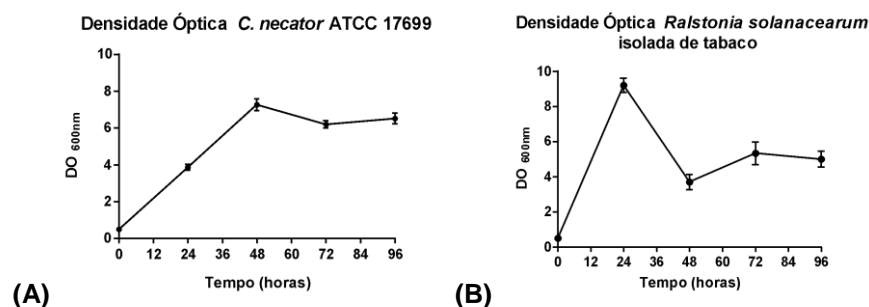 Densidade Óptica C. necator ATCC 17699
10
8
6
4
2
0
DO 600nm
0 12 24 36 48 60 72 84 96
Tempo (horas)
(A)
Densidade Óptica Ralstonia solanacearum
isolada de tabaco
10
8
6
4
2
0
DO 600nm
0 12 24 36 48 60 72 84 96
Tempo (horas)
(B)